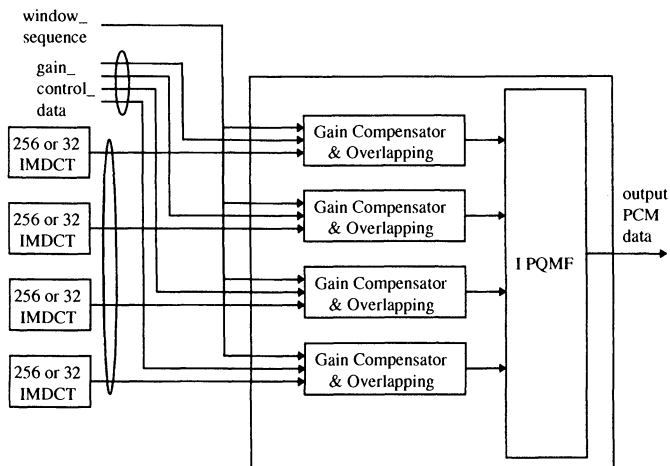 window_
sequence
gain_
control_
data
256 or 32
IMDCT
Gain Compensator
& Overlapping
256 or 32
IMDCT
Gain Compensator
& Overlapping
256 or 32
IMDCT
Gain Compensator
& Overlapping
256 or 32
IMDCT
Gain Compensator
& Overlapping
I PQMF
output
PCM
data